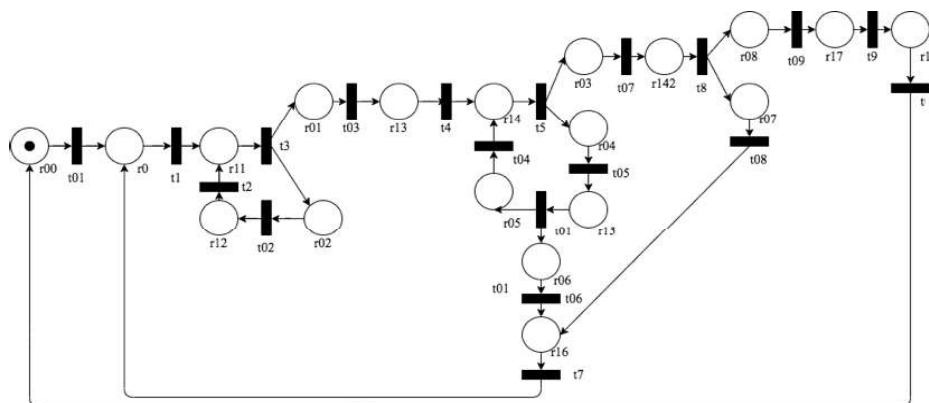 r08 t09 r17 t9 r1
r03 t07 r142 t8
r07
r01 t03 r13 t4 r14 t5
r04
t08 t
r00 t01 r0 t1 r11 t3
t04 t05
t2
r05 t01 r15
r12 t02 r02
r06
t01 t06
r16
t7